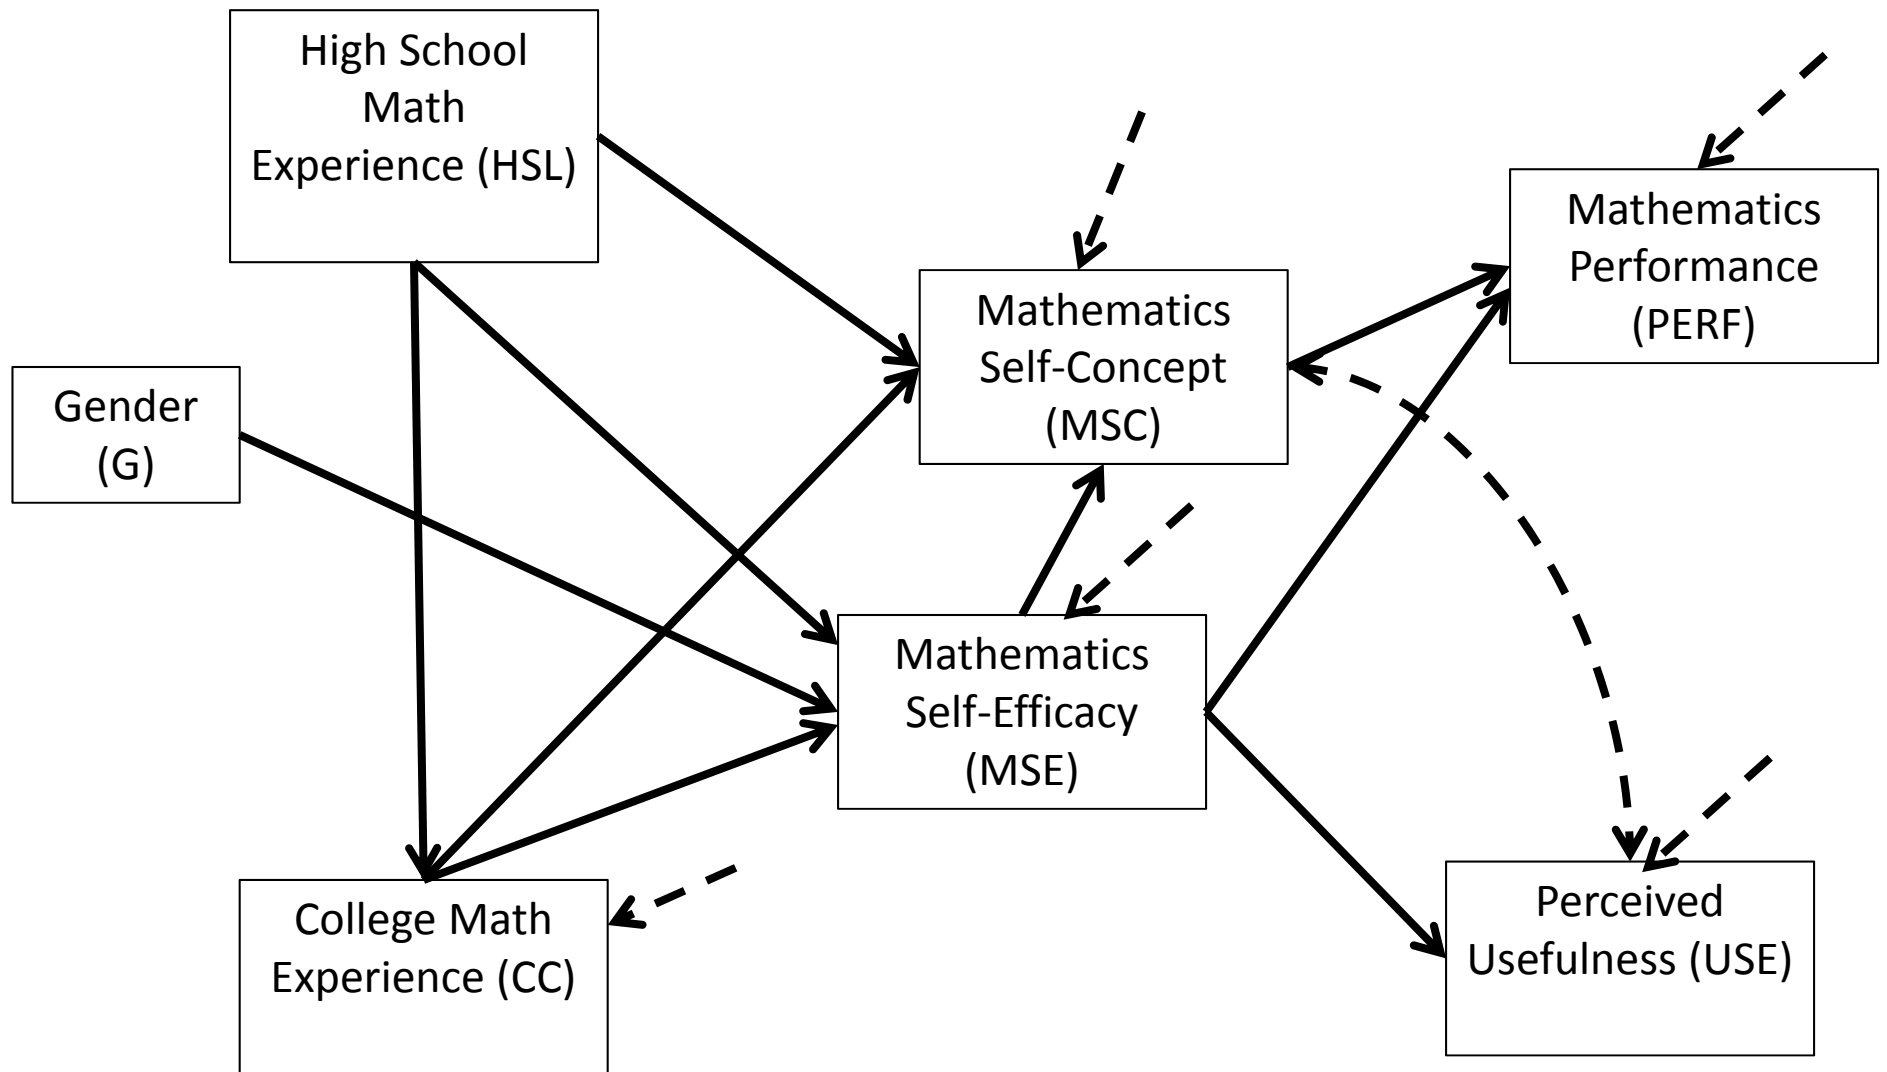 High School
Math
Experience (HSL)
Gender
(G)
College Math
Experience (CC)
Mathematics
Self-Concept
(MSC)
Mathematics
Self-Efficacy
(MSE)
Mathematics
Performance
(PERF)
Perceived
Usefulness (USE)